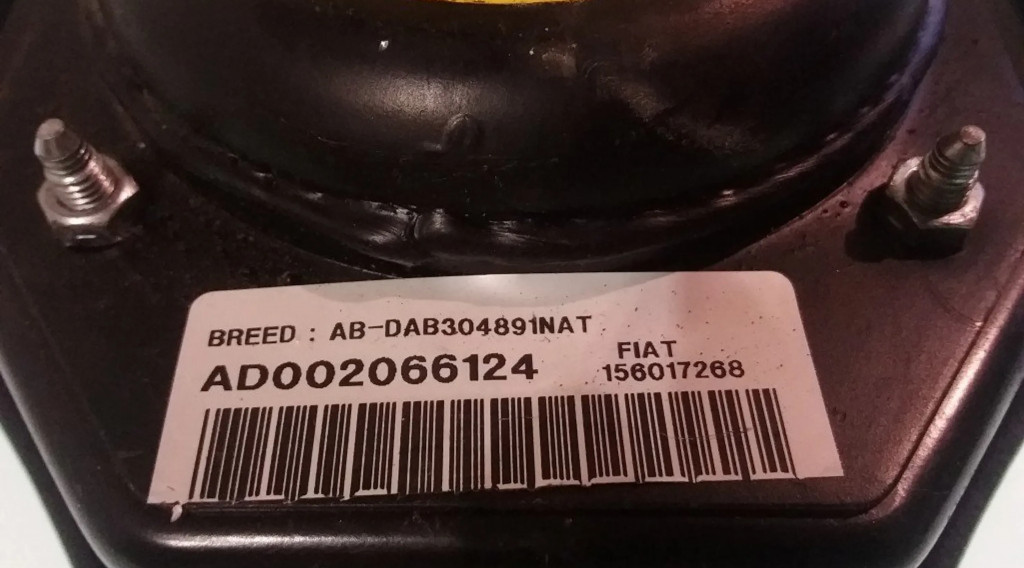 BREED : AB-DAB304891NAT
AD002066124
FIAT
156017268